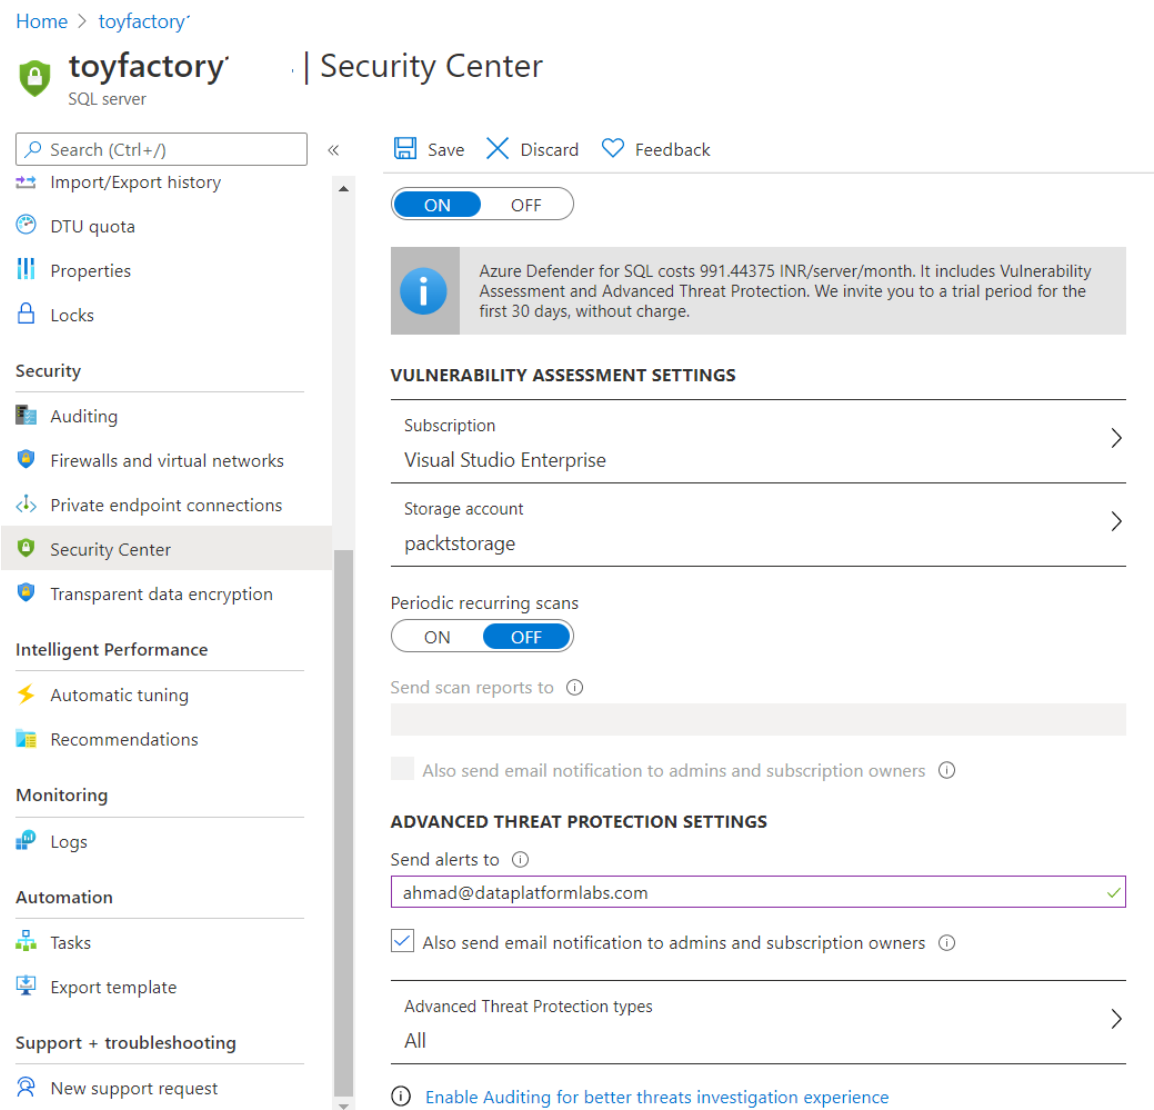 Home > toyfactory
toyfactory | Security Center
SQL server
Search (Ctrl+/)
«
Import/Export history
DTU quota
Properties
Locks
Security
Auditing
Firewalls and virtual networks
Private endpoint connections
Security Center
Transparent data encryption
Intelligent Performance
Automatic tuning
Recommendations
Monitoring
Logs
Automation
Tasks
Export template
Support + troubleshooting
New support request
Save Discard Feedback
ON OFF
Azure Defender for SQL costs 991.44375 INR/server/month. It includes Vulnerability
Assessment and Advanced Threat Protection. We invite you to a trial period for the
first 30 days, without charge.
VULNERABILITY ASSESSMENT SETTINGS
Subscription
Visual Studio Enterprise
Storage account
packtstorage
Periodic recurring scans
ON OFF
Send scan reports to
Also send email notification to admins and subscription owners
ADVANCED THREAT PROTECTION SETTINGS
Send alerts to
ahmad@dataplatformlabs.com
Also send email notification to admins and subscription owners
Advanced Threat Protection types
All
Enable Auditing for better threats investigation experience